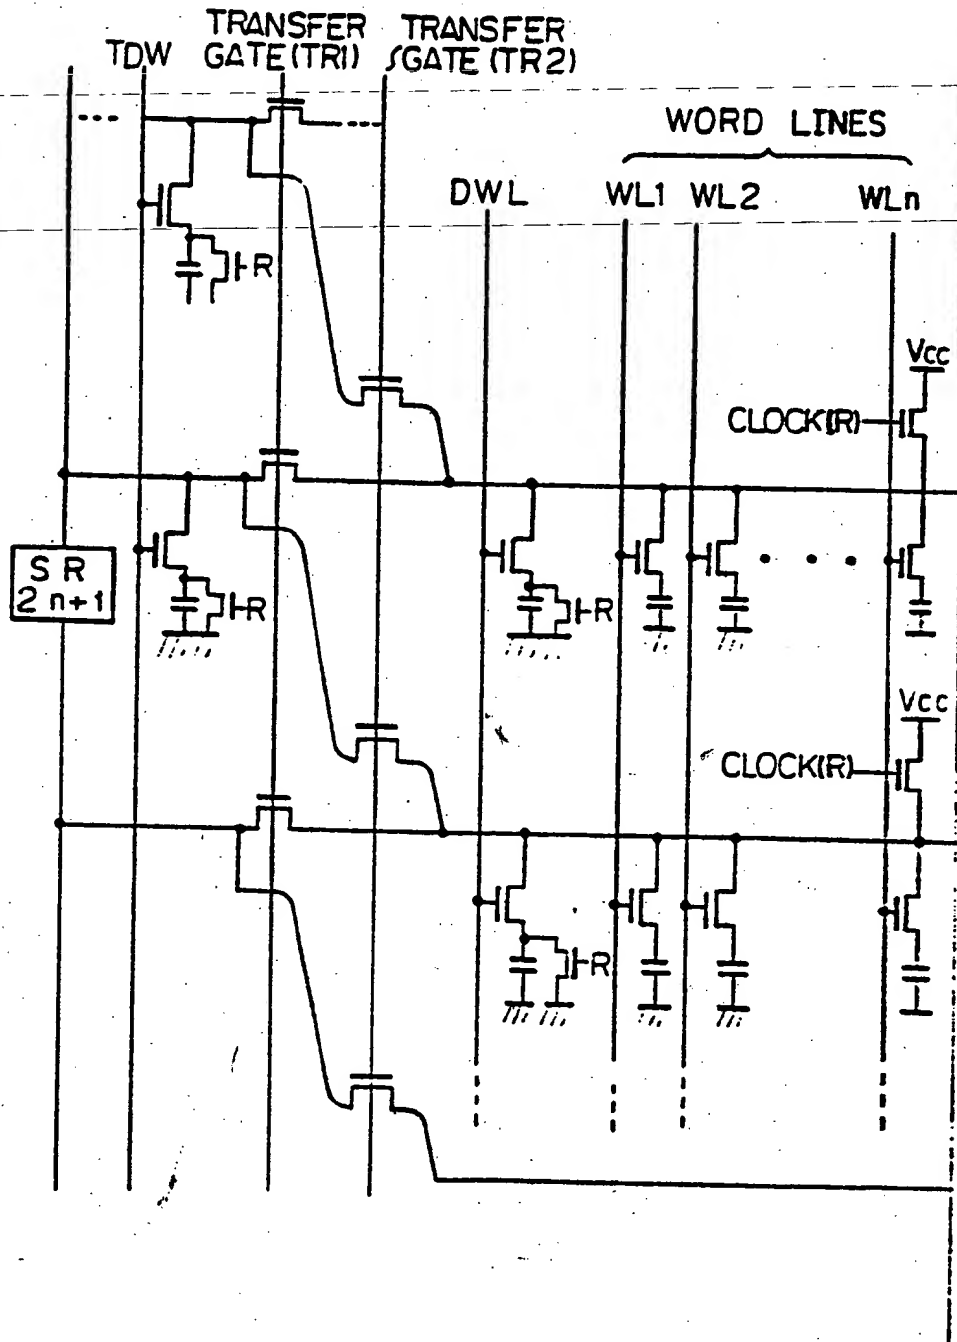 TRANSFER GATE (TR1)
TRANSFER GATE (TR2)
TDW
WORD LINES
DWL
WL1
WL2
WLn
R
Vcc
CLOCK(R)
SR
2n+1
R
R
Vcc
CLOCK(R)
R